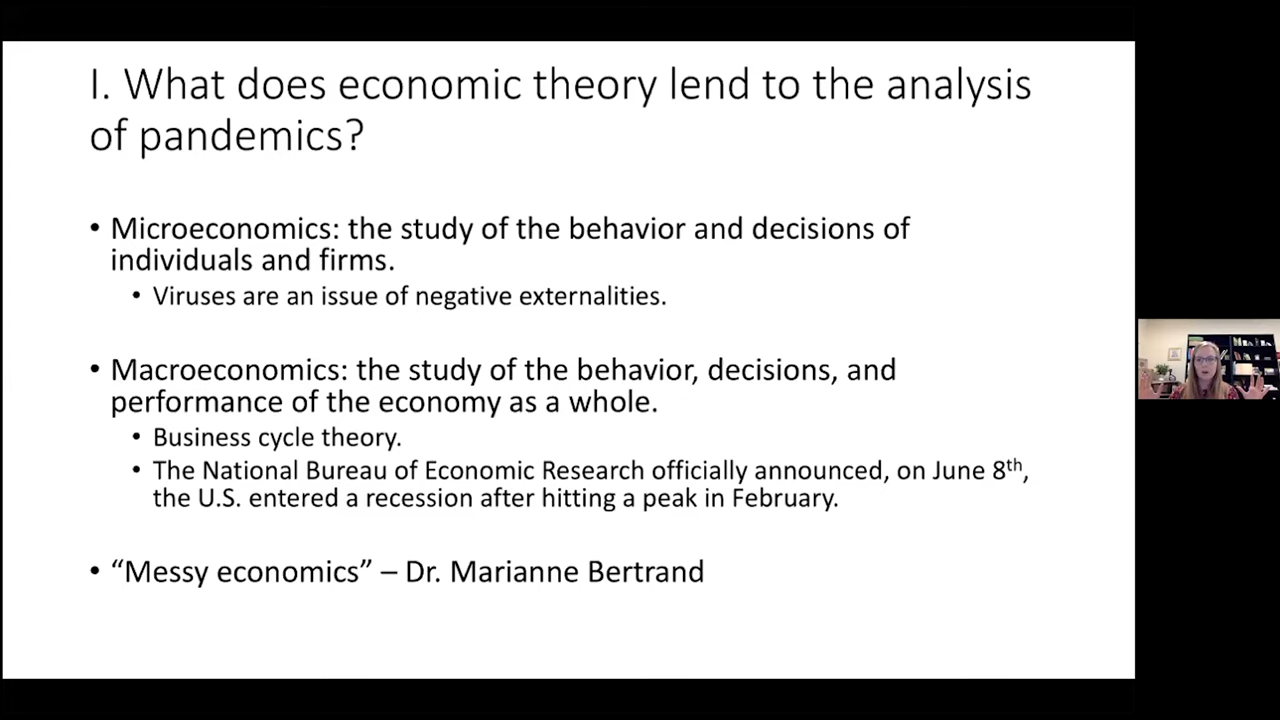 I. What does economic theory lend to the analysis
of pandemics?
• Microeconomics: the study of the behavior and decisions of
individuals and firms.
• Viruses are an issue of negative externalities.
• Macroeconomics: the study of the behavior, decisions, and
performance of the economy as a whole.
• Business cycle theory.
• The National Bureau of Economic Research officially announced, on June 8th,
the U.S. entered a recession after hitting a peak in February.
• “Messy economics” – Dr. Marianne Bertrand